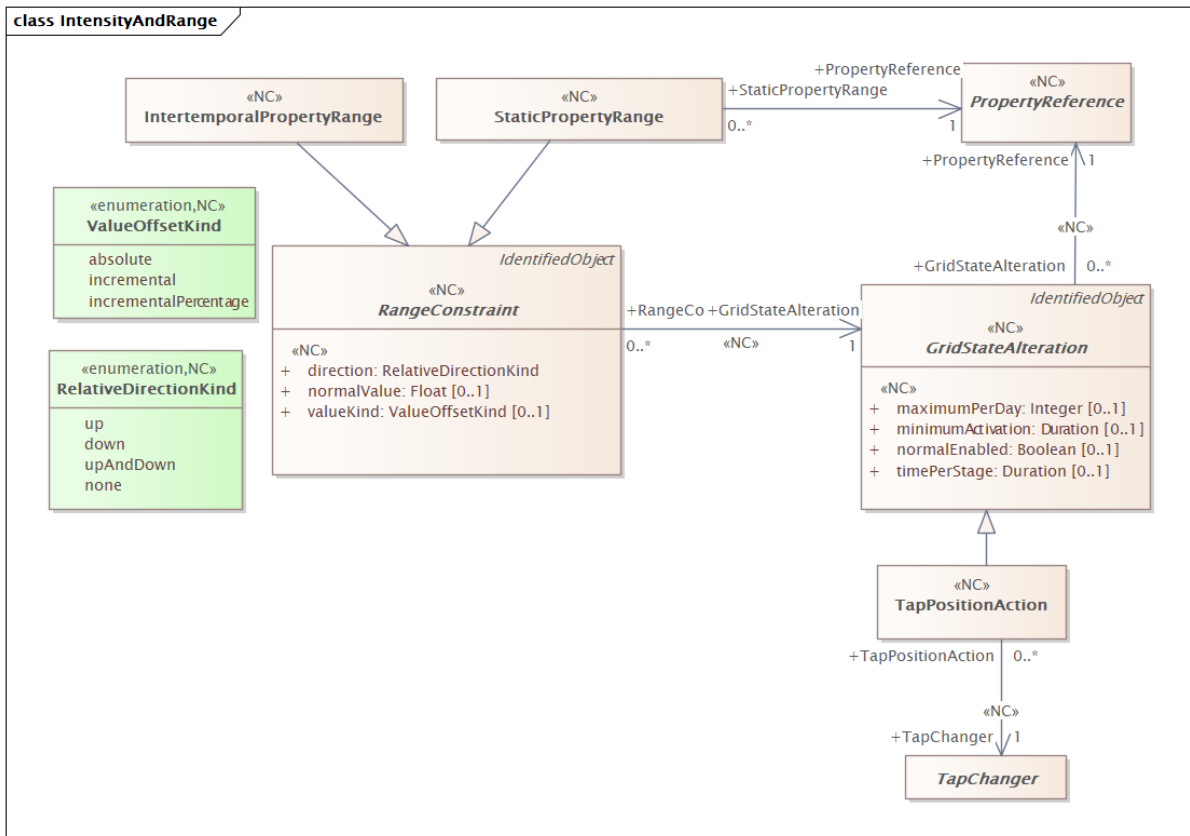 class IntensityAndRange
«NC»
IntertemporalPropertyRange
«NC»
StaticPropertyRange
+PropertyReference
+StaticPropertyRange
0..*
1
«NC»
PropertyReference
+PropertyReference
1
«NC»
+GridStateAlteration
0..*
«enumeration,NC»
ValueOffsetKind
absolute
incremental
incrementalPercentage
«enumeration,NC»
RelativeDirectionKind
up
down
upAndDown
none
IdentifiedObject
«NC»
RangeConstraint
«NC»
+ direction: RelativeDirectionKind
+ normalValue: Float [0..1]
+ valueKind: ValueOffsetKind [0..1]
+RangeCo +GridStateAlteration
0..*
«NC»
1
IdentifiedObject
«NC»
GridStateAlteration
«NC»
+ maximumPerDay: Integer [0..1]
+ minimumActivation: Duration [0..1]
+ normalEnabled: Boolean [0..1]
+ timePerStage: Duration [0..1]
«NC»
TapPositionAction
+TapPositionAction
0..*
«NC»
+TapChanger
1
TapChanger